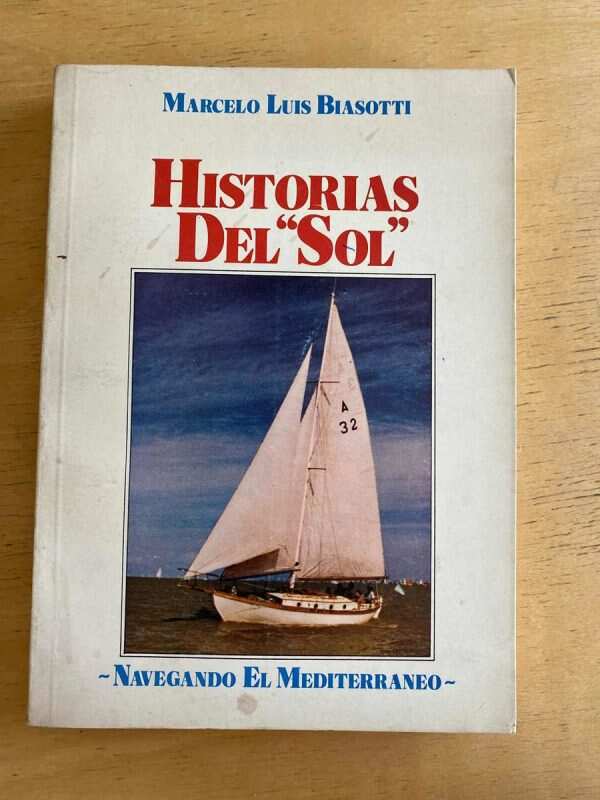 MARCELO LUIS BIASOTTI
HISTORIAS
DEL "SOL"
A
32
~ NAVEGANDO EL MEDITERRANEO ~